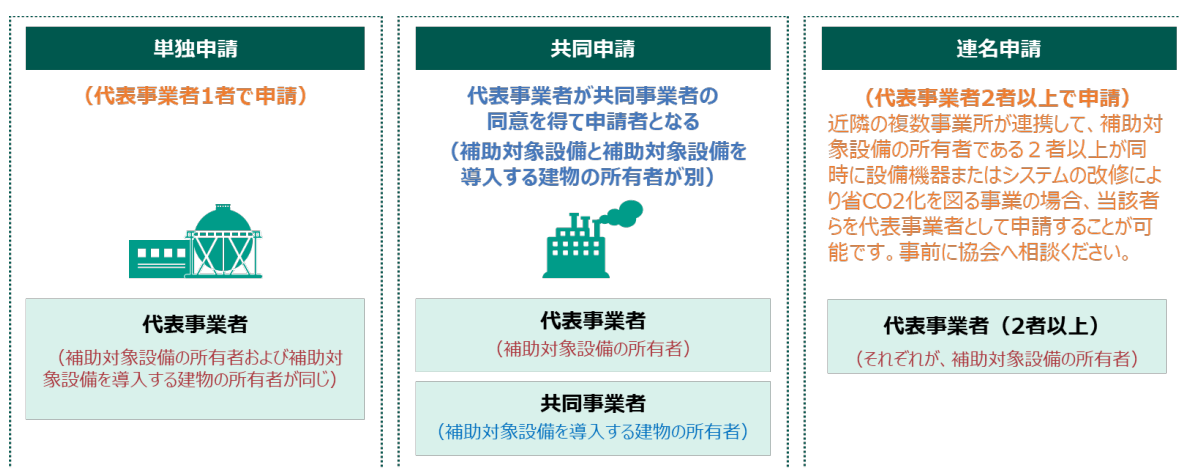 単独申請
（代表事業者1者で申請）
代表事業者
（補助対象設備の所有者および補助対
象設備を導入する建物の所有者が同じ）
共同申請
代表事業者が共同事業者の
同意を得て申請者となる
（補助対象設備と補助対象設備を
導入する建物の所有者が別）
代表事業者
（補助対象設備の所有者）
共同事業者
（補助対象設備を導入する建物の所有者）
連名申請
（代表事業者2者以上で申請）
近隣の複数事業所が連携して、補助対
象設備の所有者である２者以上が同
時に設備機器またはシステムの改修によ
り省CO2化を図る事業の場合、当該者
らを代表事業者として申請することが可
能です。事前に協会へ相談ください。
代表事業者（2者以上）
（それぞれが、補助対象設備の所有者）